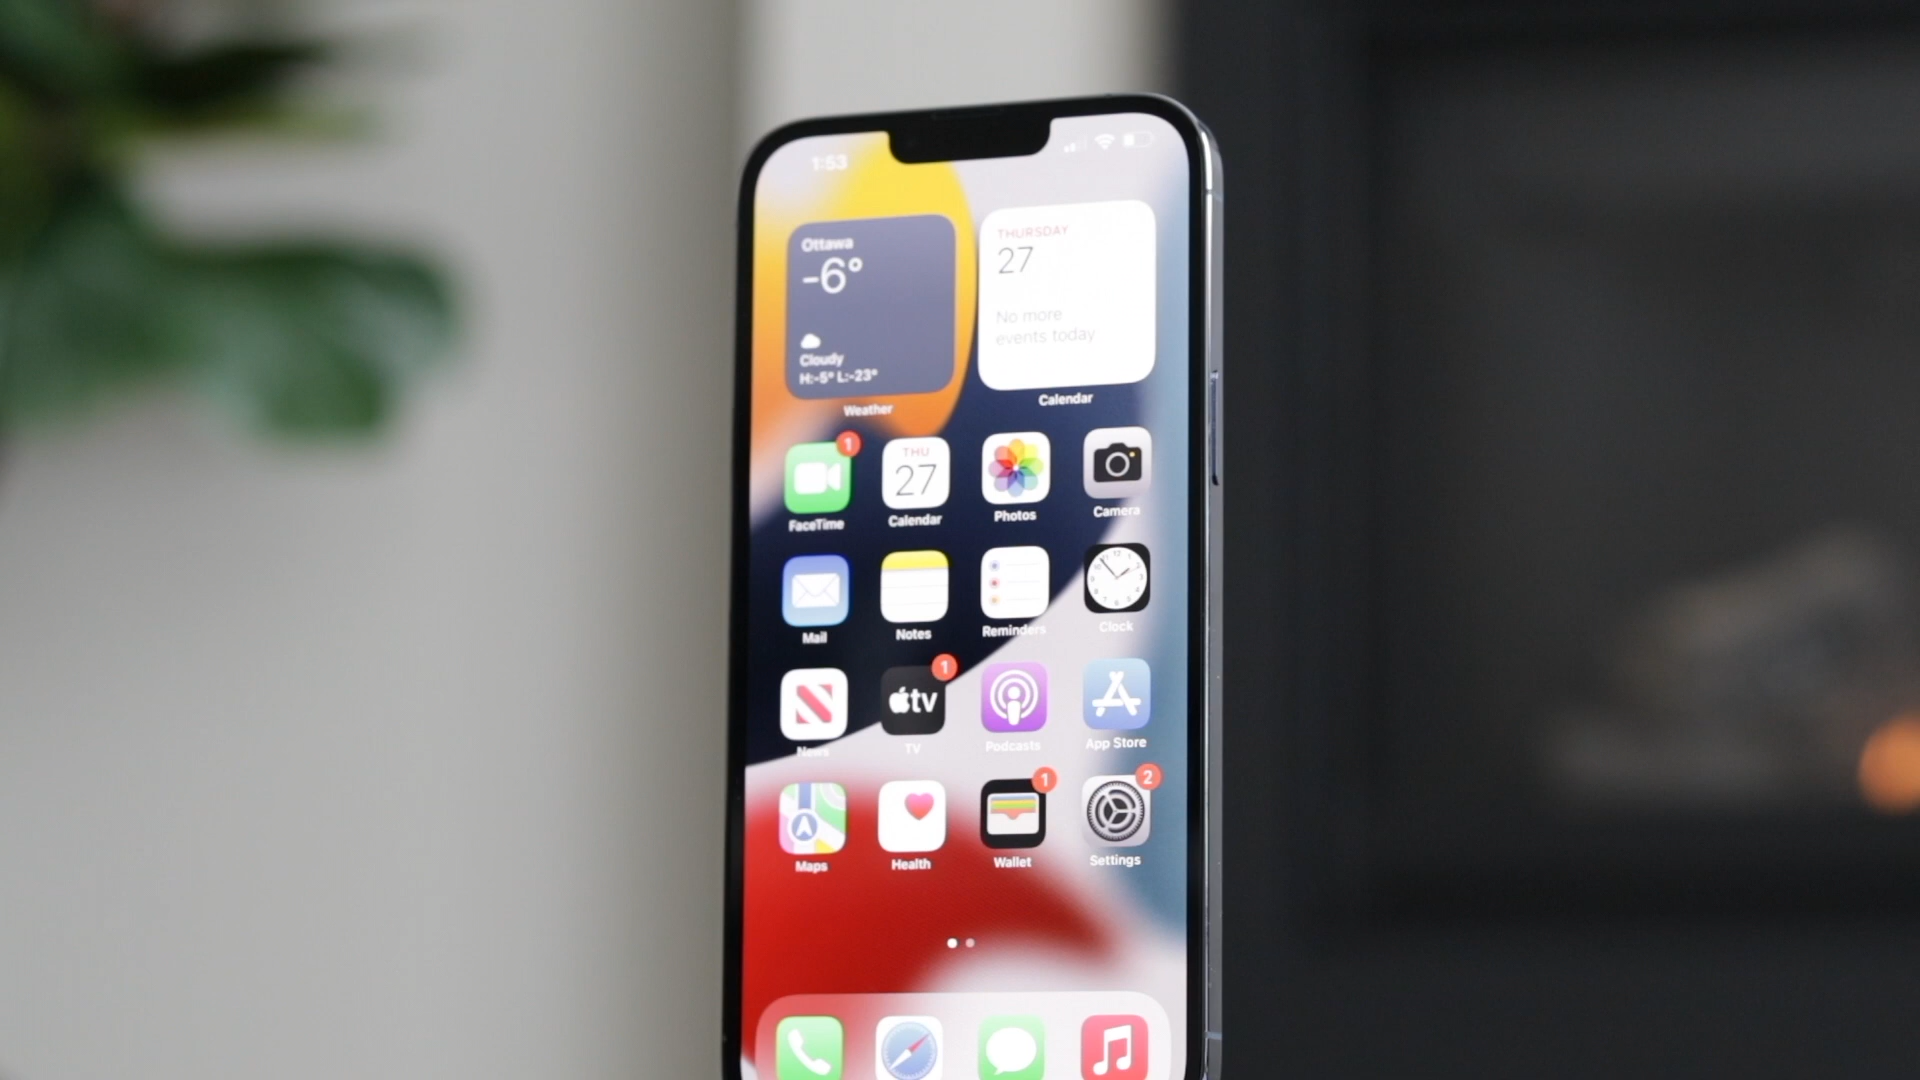 1:53
Ottawa
-6°
Cloudy
H:-5° L:-23°
Weather
THURSDAY
27
No more
events today
Calendar
1
FaceTime
THU
27
Calendar
Photos
Camera
Mail
Notes
Reminders
Clock
News
1
tv
TV
Podcasts
App Store
Maps
Health
1
Wallet
2
Settings